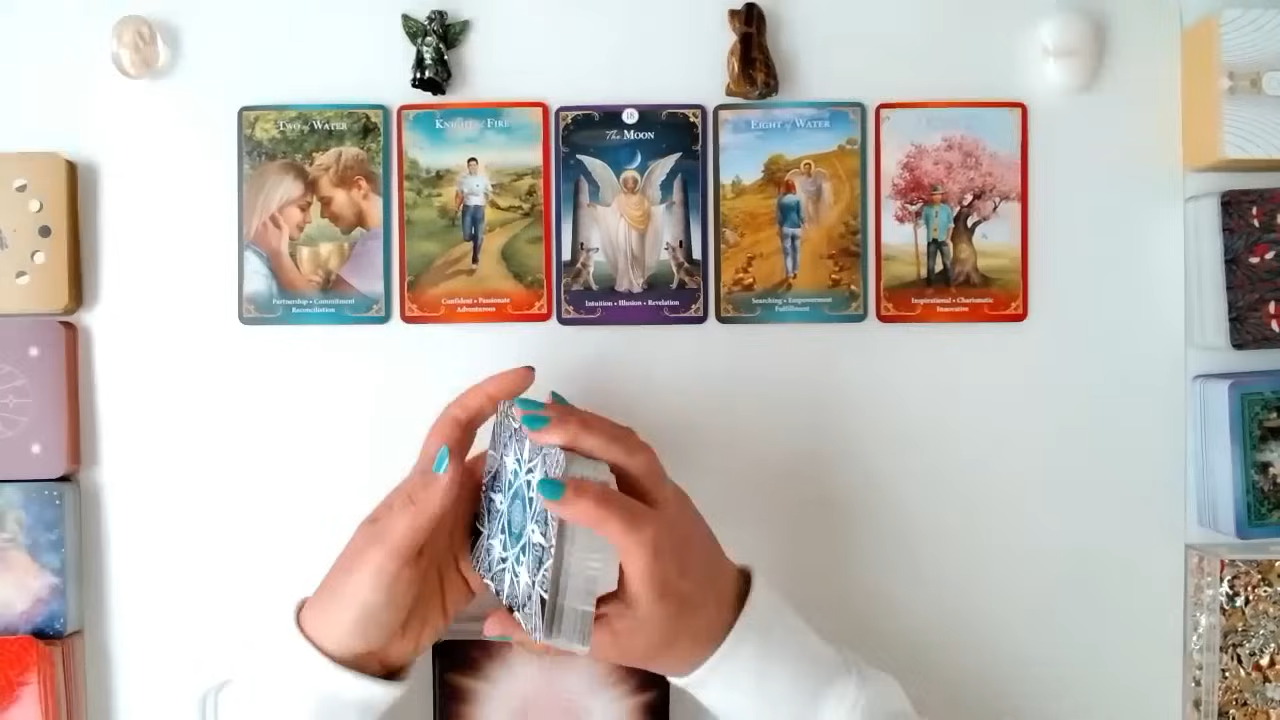 Two of Water
Partnership • Commitment
Reconciliation
Knight of Fire
Confident • Passionate
Adventurous
18
The Moon
Intuition • Illusion • Revelation
Eight of Water
Searching • Empowerment
Fulfillment
Inspirational • Charismatic
Innovative